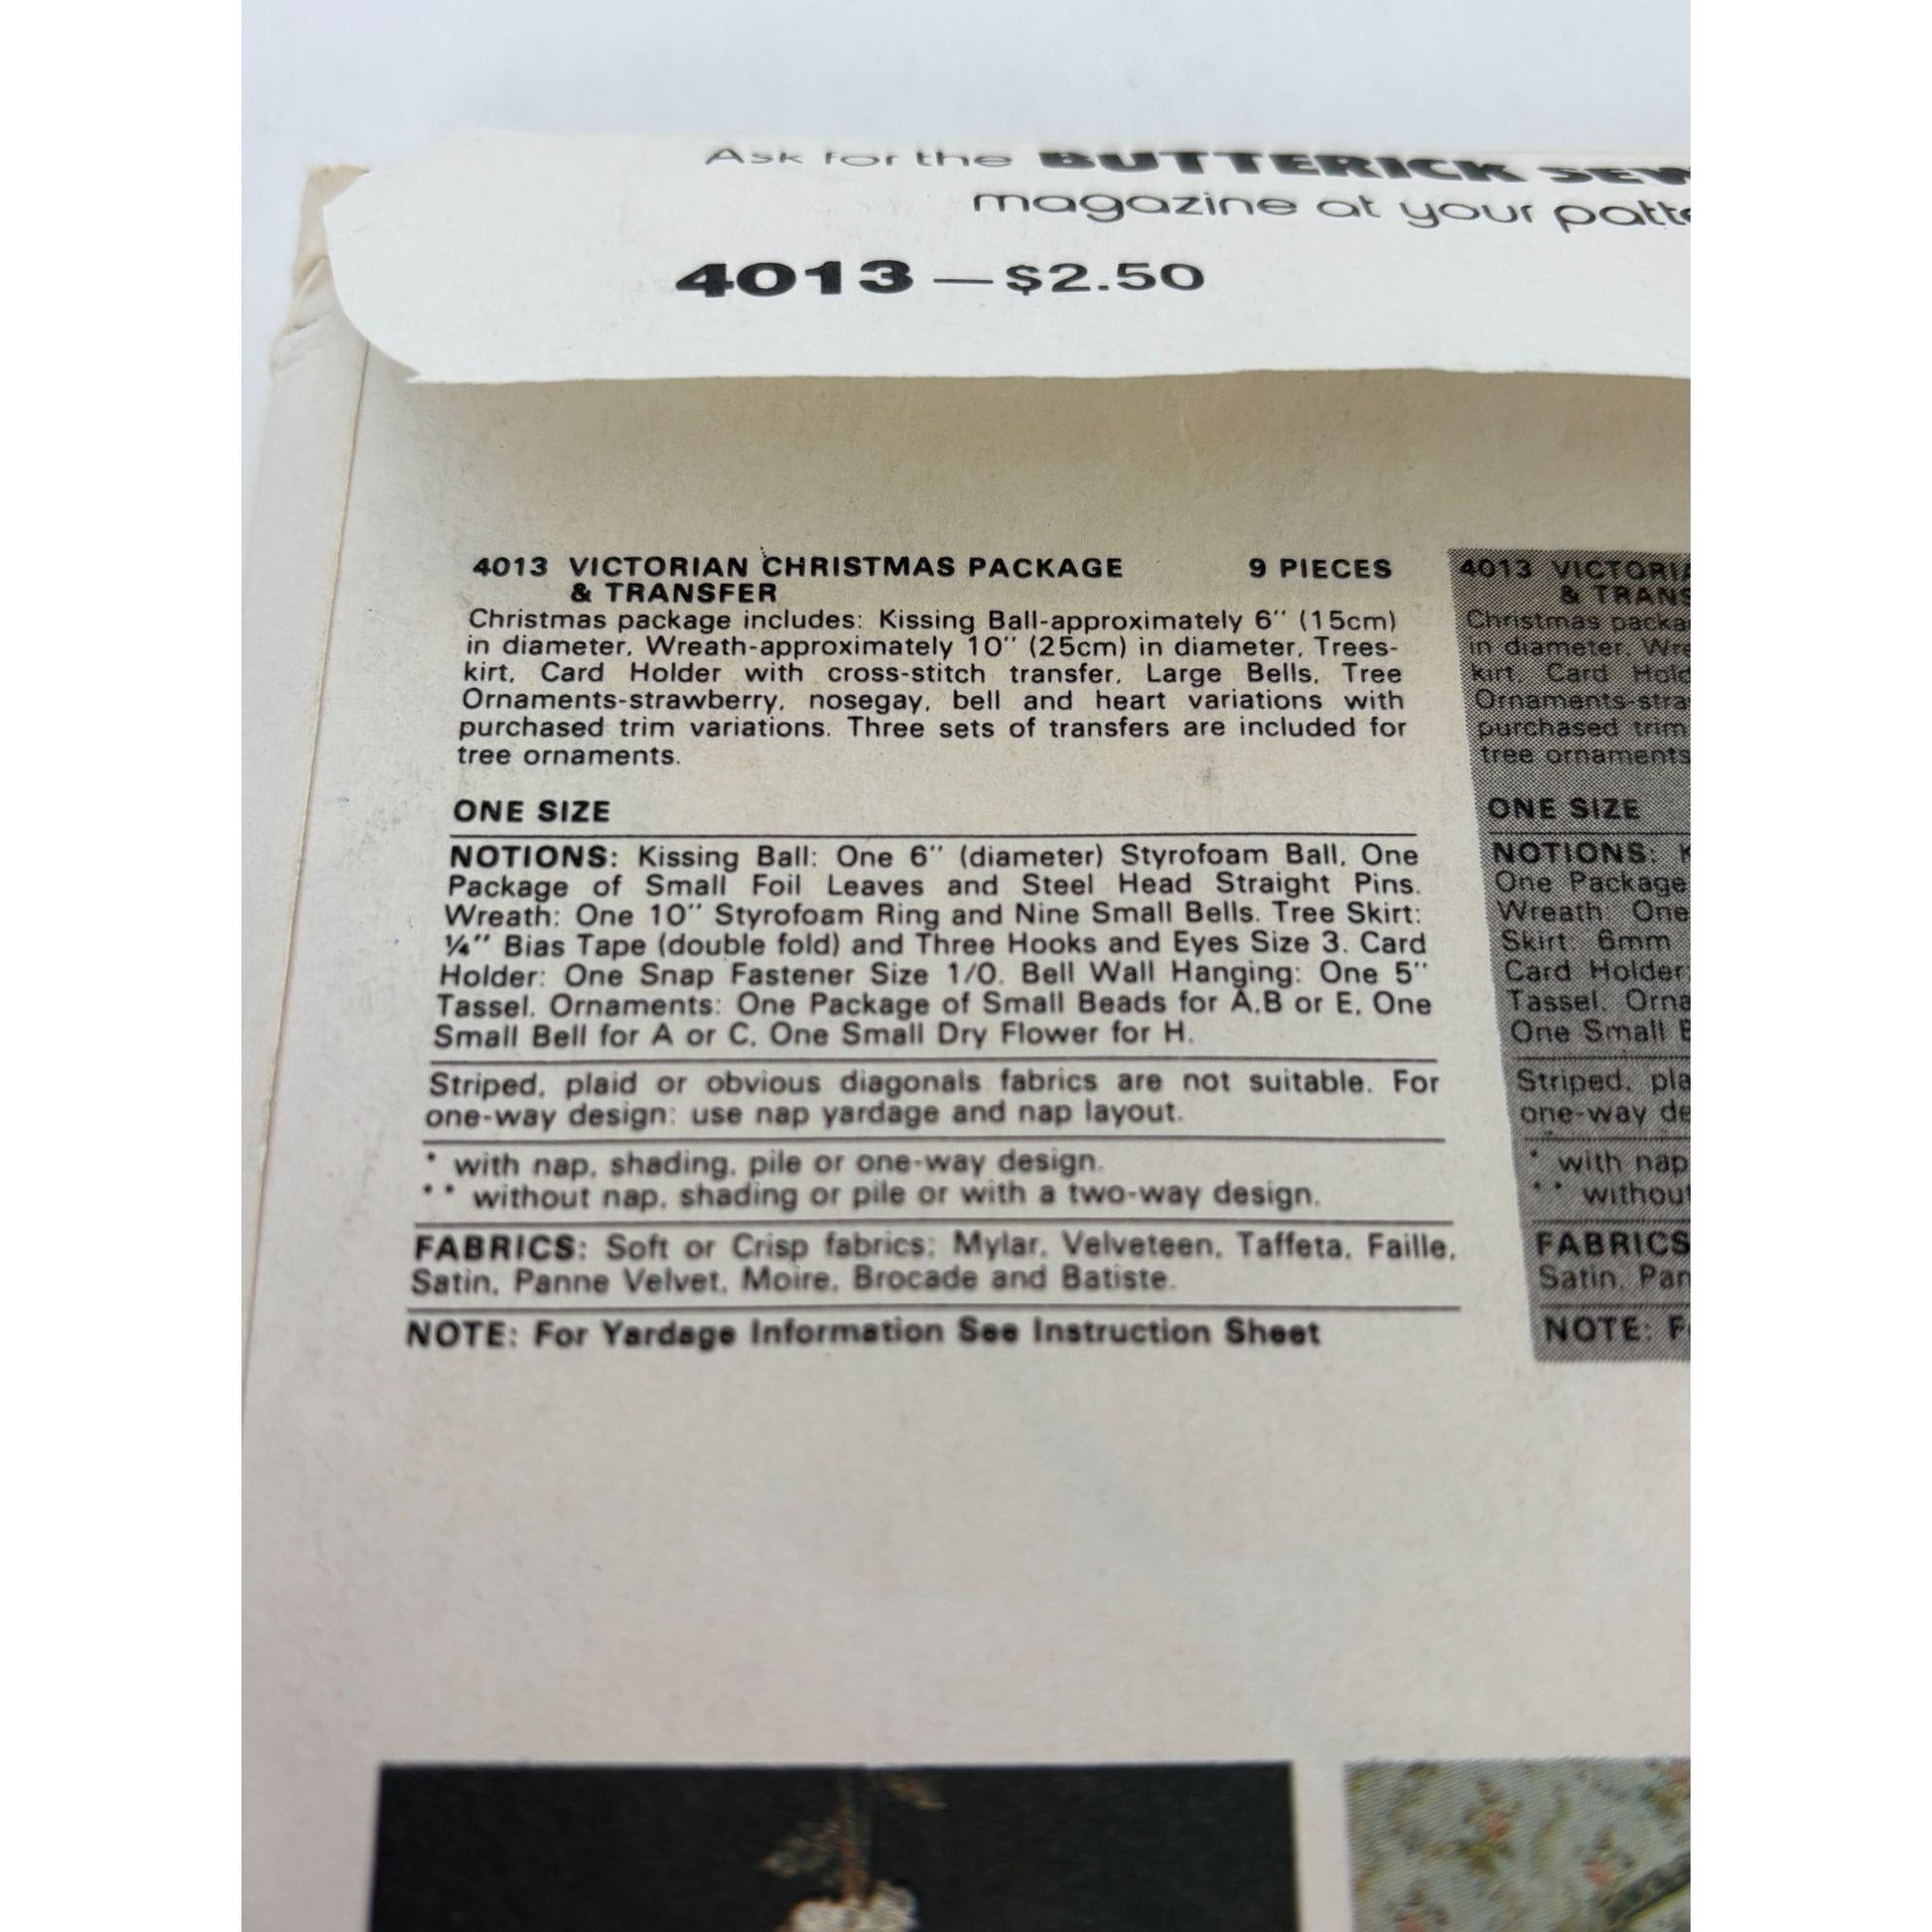 Ask for the BUTTERICK
magazine at your
4013 — $2.50
4013 VICTORIAN CHRISTMAS PACKAGE 9 PIECES
& TRANSFER
Christmas package includes: Kissing Ball-approximately 6" (15cm)
in diameter, Wreath-approximately 10" (25cm) in diameter, Trees-
kirt, Card Holder with cross-stitch transfer, Large Bells, Tree
Ornaments-strawberry, nosegay, bell and heart variations with
purchased trim variations. Three sets of transfers are included for
tree ornaments.
ONE SIZE
NOTIONS: Kissing Ball: One 6" (diameter) Styrofoam Ball, One
Package of Small Foil Leaves and Steel Head Straight Pins.
Wreath: One 10" Styrofoam Ring and Nine Small Bells. Tree Skirt:
¼" Bias Tape (double fold) and Three Hooks and Eyes Size 3. Card
Holder: One Snap Fastener Size 1/0. Bell Wall Hanging: One 5"
Tassel. Ornaments: One Package of Small Beads for A,B or E, One
Small Bell for A or C, One Small Dry Flower for H.
Striped, plaid or obvious diagonals fabrics are not suitable. For
one-way design: use nap yardage and nap layout.
* with nap, shading, pile or one-way design.
** without nap, shading or pile or with a two-way design.
FABRICS: Soft or Crisp fabrics; Mylar, Velveteen, Taffeta, Faille,
Satin, Panne Velvet, Moire, Brocade and Batiste.
NOTE: For Yardage Information See Instruction Sheet
4013
&
Christmas
in diameter,
kirt, Card
purchased trim
tree ornaments
ONE SIZE
NOTIONS:
One Package
Wreath: One
Skirt: 6mm
Card Holder
Tassel.
One Small
Striped,
one-way
* with nap
**
FABRICS
Satin,
NOTE: